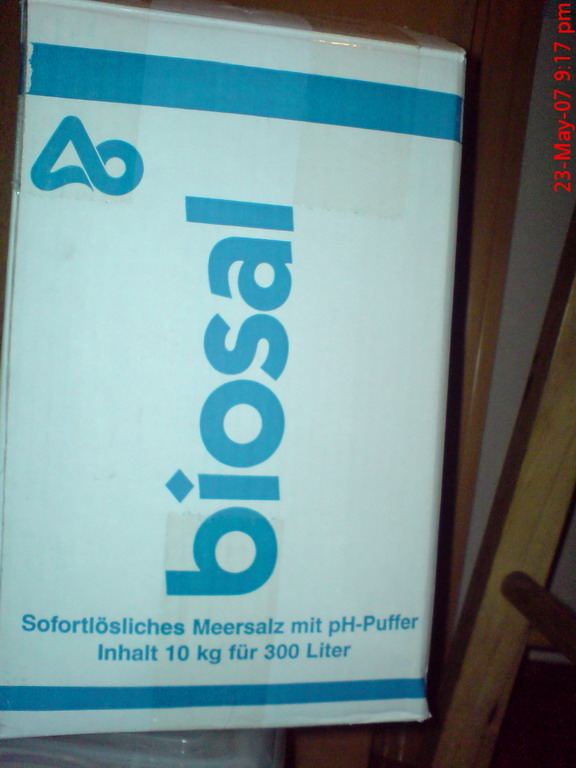 23-May-07 9:17 pm
biosal
Sofortlösliches Meersalz mit pH-Puffer
Inhalt 10 kg für 300 Liter